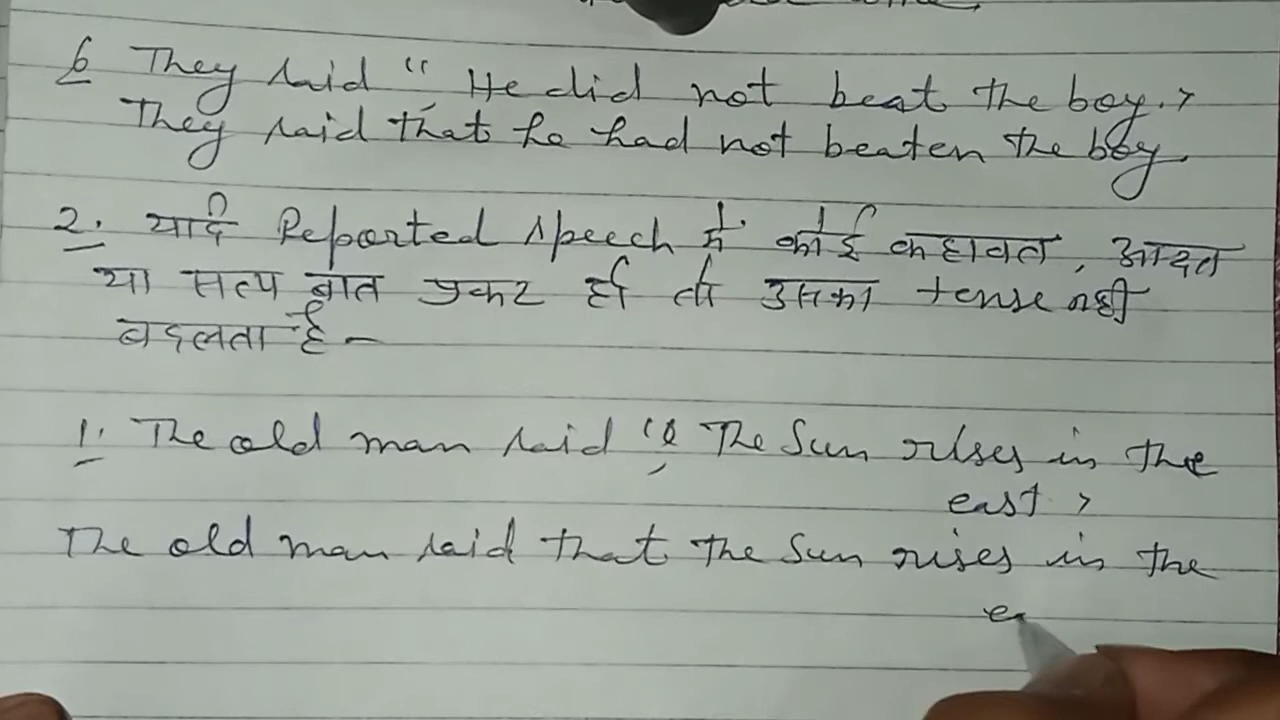 6 They said " He did not beat the boy."
They said that he had not beaten the boy.
2. यदि Reported speech में कोई कहावत, आदत
या सत्य बात प्रकट हो तो उसका tense नहीं
बदलता है -
1. The old man said, " The Sun rises in the
east "
The old man said that the Sun rises in the